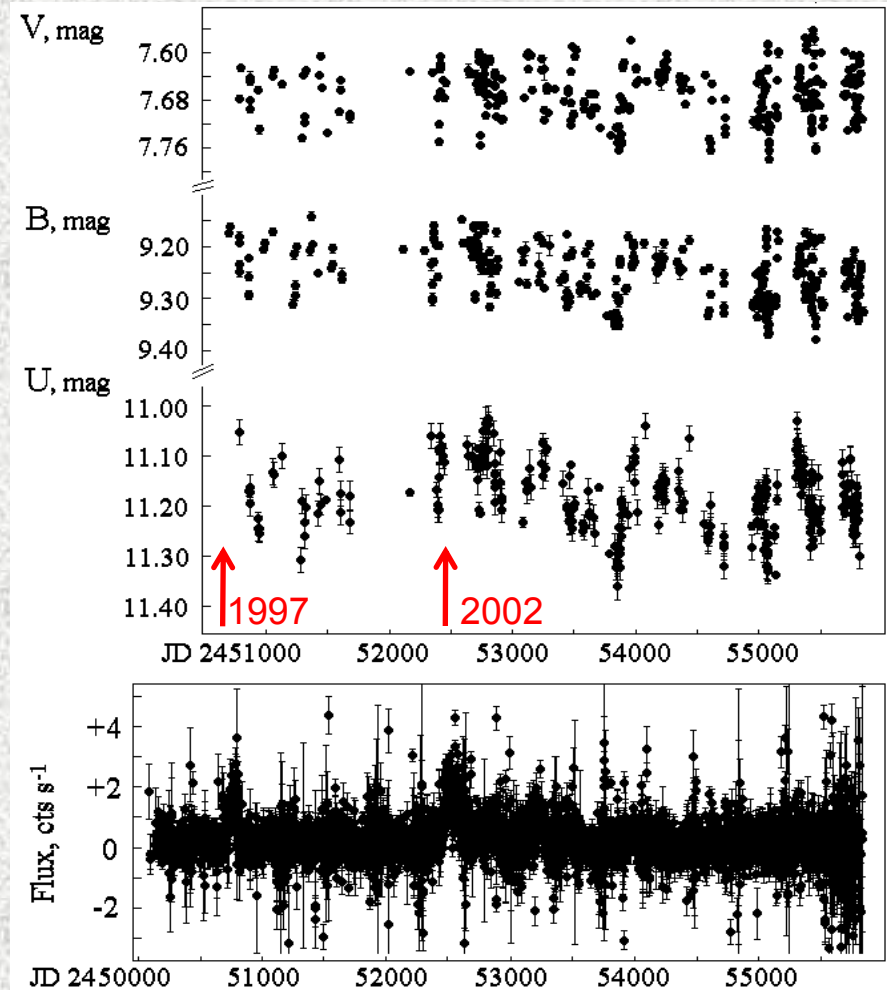 V, mag
7.60
7.68
7.76
B, mag
9.20
9.30
9.40
U, mag
11.00
11.10
11.20
11.30
11.40
1997
2002
JD 2451000 52000 53000 54000 55000
Flux, cts s⁻¹
+4
+2
0
-2
JD 2450000 51000 52000 53000 54000 55000